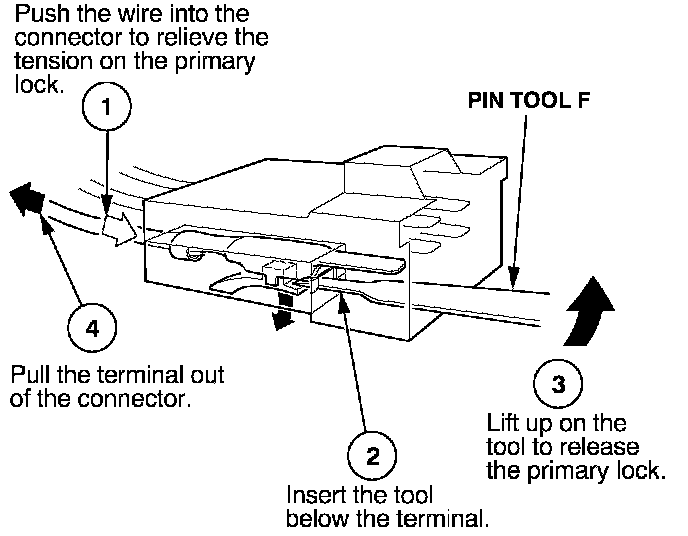 Push the wire into the
connector to relieve the
tension on the primary
lock.
1
PIN TOOL F
4
Pull the terminal out
of the connector.
3
Lift up on the
tool to release
the primary lock.
2
Insert the tool
below the terminal.